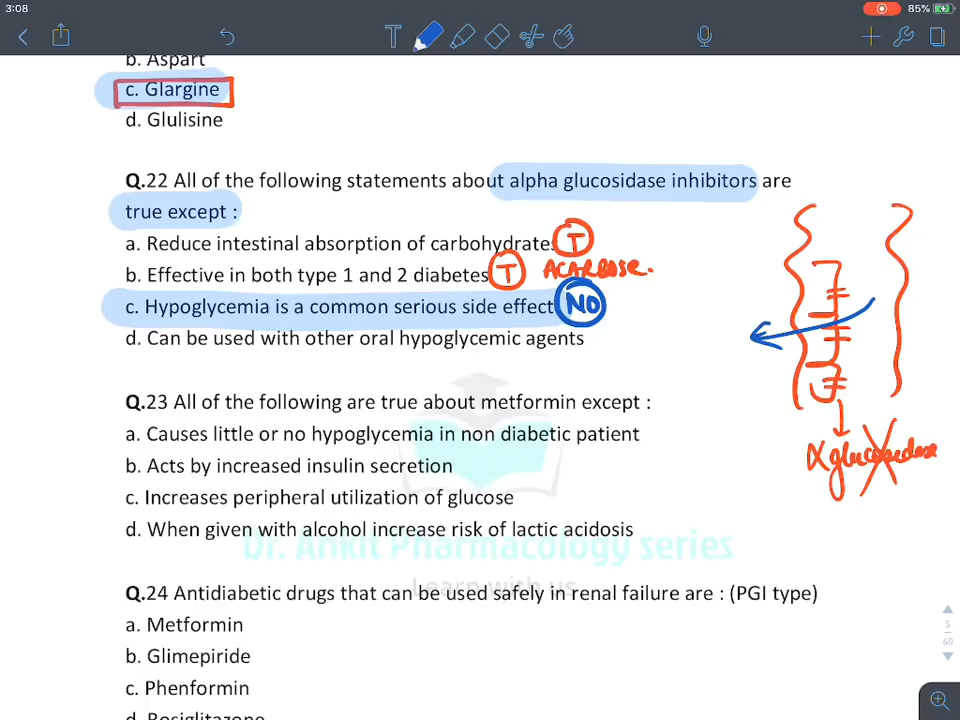 3:08
85%
b. Aspart
c. Glargine
d. Glulisine
Q.22 All of the following statements about alpha glucosidase inhibitors are
true except :
a. Reduce intestinal absorption of carbohydrates T
b. Effective in both type 1 and 2 diabetes T ACARBOSE.
c. Hypoglycemia is a common serious side effect NO
d. Can be used with other oral hypoglycemic agents
Q.23 All of the following are true about metformin except :
a. Causes little or no hypoglycemia in non diabetic patient
αglucosidase
b. Acts by increased insulin secretion
c. Increases peripheral utilization of glucose
d. When given with alcohol increase risk of lactic acidosis
Dr. Ankit Pharmacology series
Learn with us
Q.24 Antidiabetic drugs that can be used safely in renal failure are : (PGI type)
a. Metformin
b. Glimepiride
c. Phenformin
d. Rosiglitazone
5
60